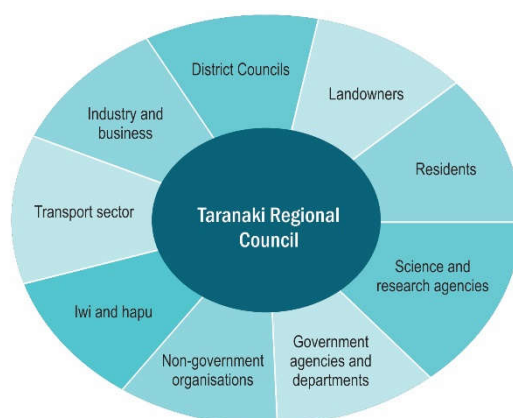 District Councils
Landowners
Residents
Science and
research agencies
Government
agencies and
departments
Non-government
organisations
Iwi and hapu
Transport sector
Industry and
business
Taranaki Regional
Council